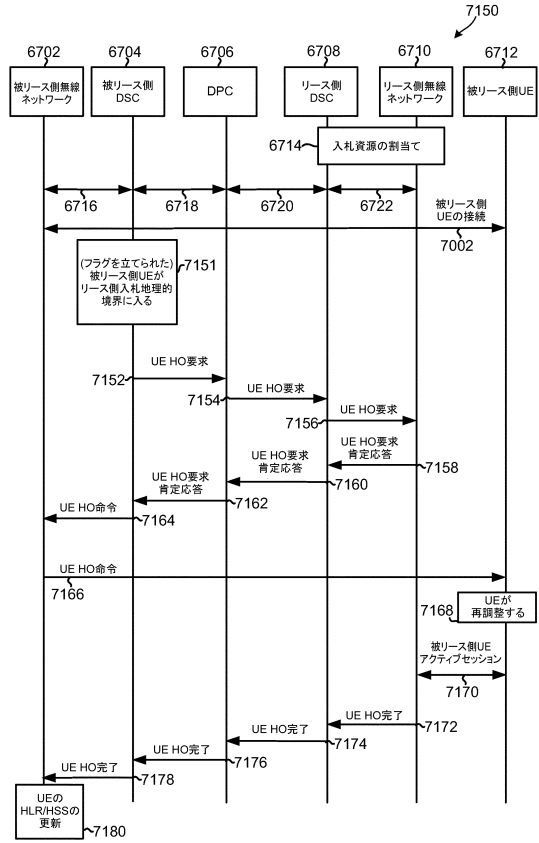 7150
6702
6704
6706
6708
6710
6712
被リース側無線
ネットワーク
被リース側
DSC
DPC
リース側
DSC
リース側無線
ネットワーク
被リース側UE
6714
入札資源の割当て
6716
6718
6720
6722
被リース側
UEの接続
7002
(フラグを立てられた)
被リース側UEが
リース側入札地理的
境界に入る
7151
UE HO要求
7152
UE HO要求
7154
UE HO要求
7156
UE HO要求
肯定応答
7158
UE HO要求
肯定応答
7160
UE HO要求
肯定応答
7162
UE HO命令
7164
UE HO命令
7166
UEが
再調整する
7168
被リース側UE
アクティブセッション
7170
UE HO完了
7172
UE HO完了
7174
UE HO完了
7176
UE HO完了
7178
UEの
HLR/HSSの
更新
7180